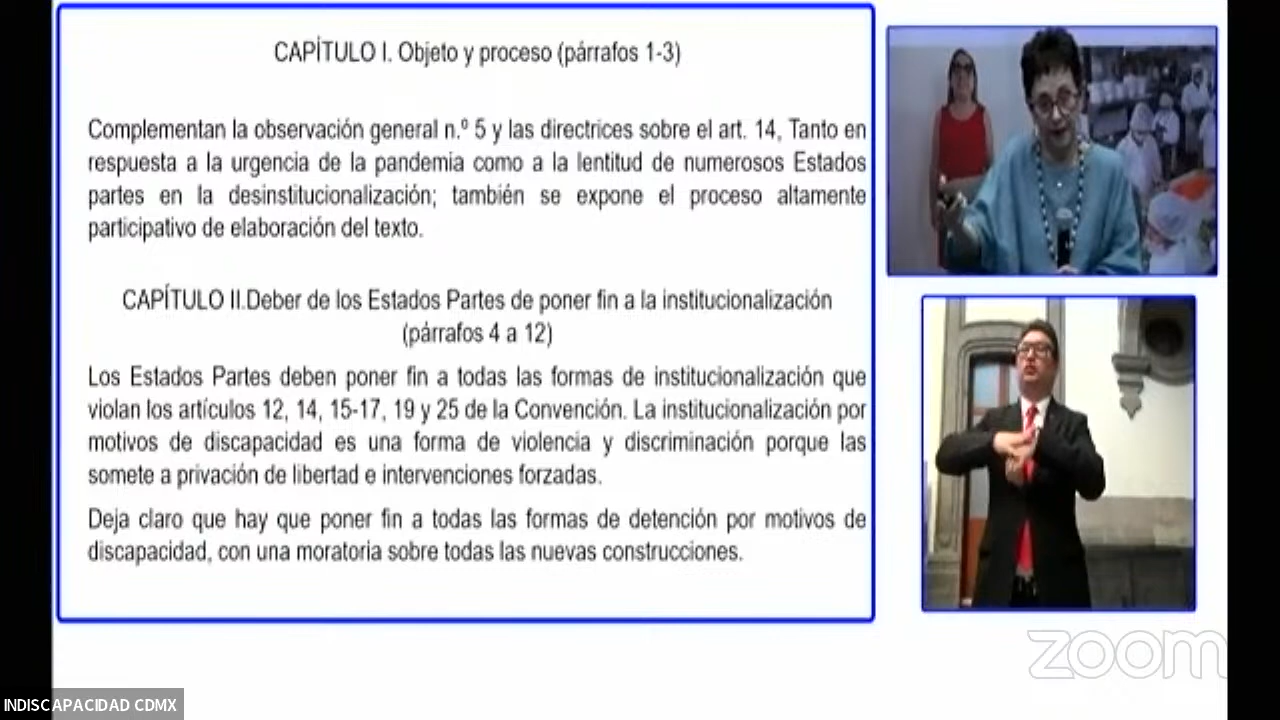 CAPÍTULO I. Objeto y proceso (párrafos 1-3)
Complementan la observación general n.º 5 y las directrices sobre el art. 14, Tanto en
respuesta a la urgencia de la pandemia como a la lentitud de numerosos Estados
partes en la desinstitucionalización; también se expone el proceso altamente
participativo de elaboración del texto.
CAPÍTULO II.Deber de los Estados Partes de poner fin a la institucionalización
(párrafos 4 a 12)
Los Estados Partes deben poner fin a todas las formas de institucionalización que
violan los artículos 12, 14, 15-17, 19 y 25 de la Convención. La institucionalización por
motivos de discapacidad es una forma de violencia y discriminación porque las
somete a privación de libertad e intervenciones forzadas.
Deja claro que hay que poner fin a todas las formas de detención por motivos de
discapacidad, con una moratoria sobre todas las nuevas construcciones.
zoom
INDISCAPACIDAD CDMX